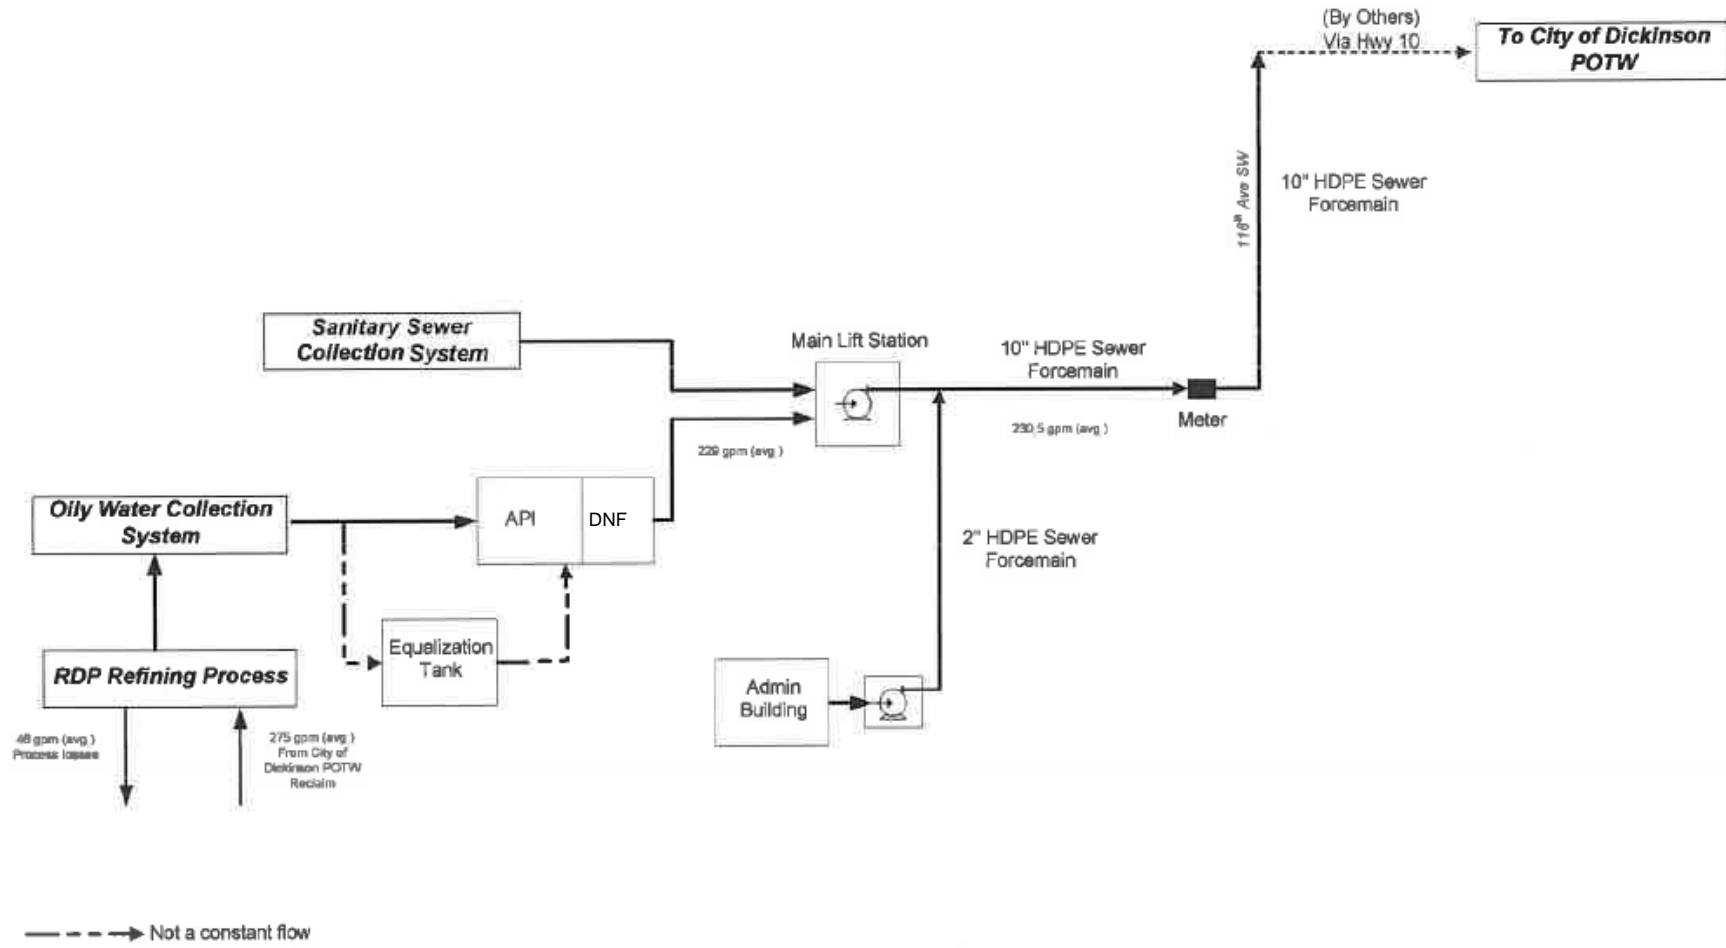 (By Others)
Via Hwy 10
To City of Dickinson
POTW
116th Ave SW
10" HDPE Sewer
Forcemain
Sanitary Sewer
Collection System
Main Lift Station
10" HDPE Sewer
Forcemain
Meter
230.5 gpm (avg.)
229 gpm (avg.)
Oily Water Collection
System
API
DNF
2" HDPE Sewer
Forcemain
Equalization
Tank
RDP Refining Process
Admin
Building
46 gpm (avg.)
Process losses
275 gpm (avg.)
From City of
Dickinson POTW
Reclaim
Not a constant flow